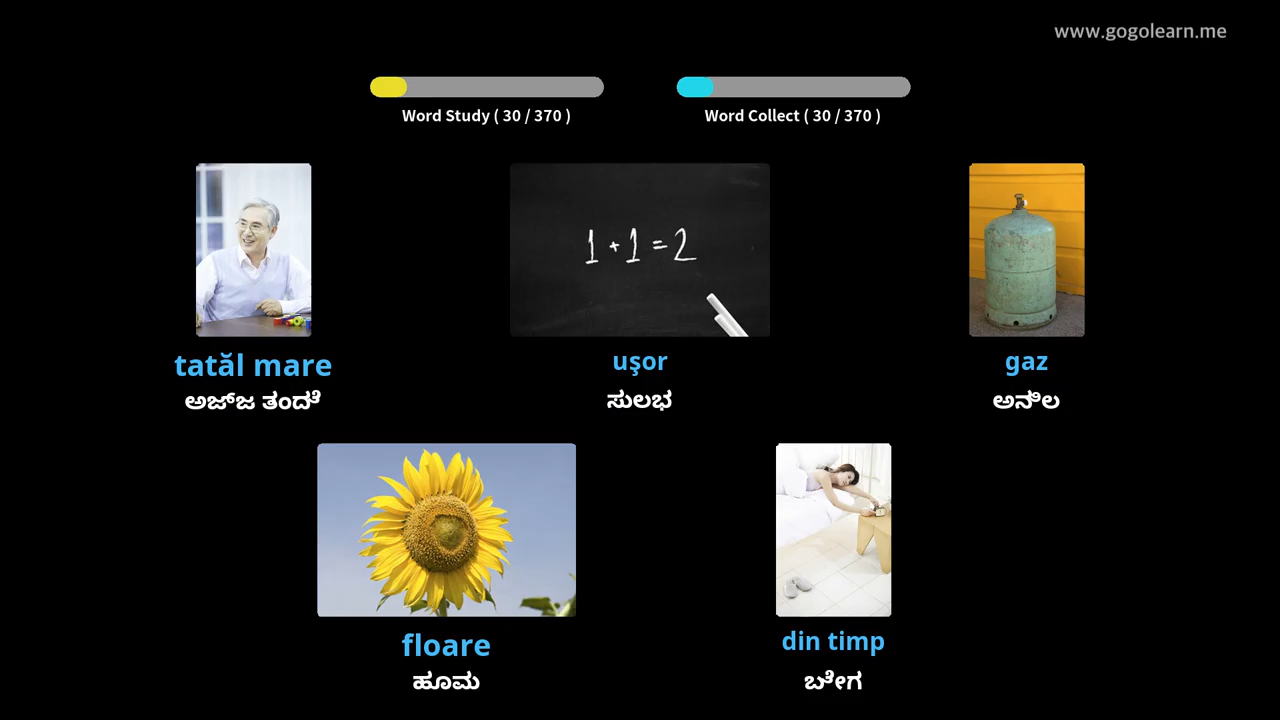 www.gogolearn.me
Word Study ( 30 / 370 )
Word Collect ( 30 / 370 )
tatăl mare
ಅಜ್ಜ ತಂದೆ
uşor
ಸುಲಭ
gaz
ಅನಿಲ
floare
ಹೂಮ
din timp
ಬೇಗ
1 + 1 = 2